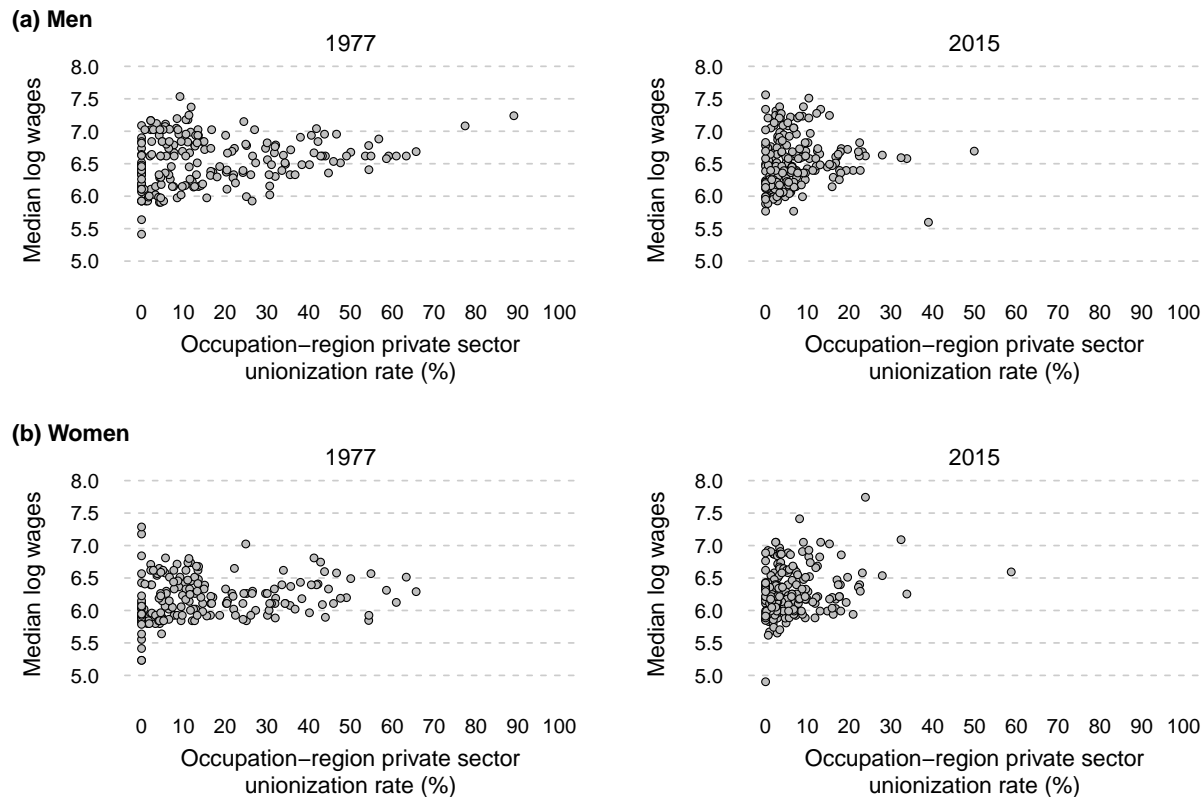 (a) Men
1977
2015
Median log wages
8.0
7.5
7.0
6.5
6.0
5.5
5.0
0 10 20 30 40 50 60 70 80 90 100
Occupation−region private sector
unionization rate (%)
Median log wages
8.0
7.5
7.0
6.5
6.0
5.5
5.0
0 10 20 30 40 50 60 70 80 90 100
Occupation−region private sector
unionization rate (%)
(b) Women
1977
2015
Median log wages
8.0
7.5
7.0
6.5
6.0
5.5
5.0
0 10 20 30 40 50 60 70 80 90 100
Occupation−region private sector
unionization rate (%)
Median log wages
8.0
7.5
7.0
6.5
6.0
5.5
5.0
0 10 20 30 40 50 60 70 80 90 100
Occupation−region private sector
unionization rate (%)